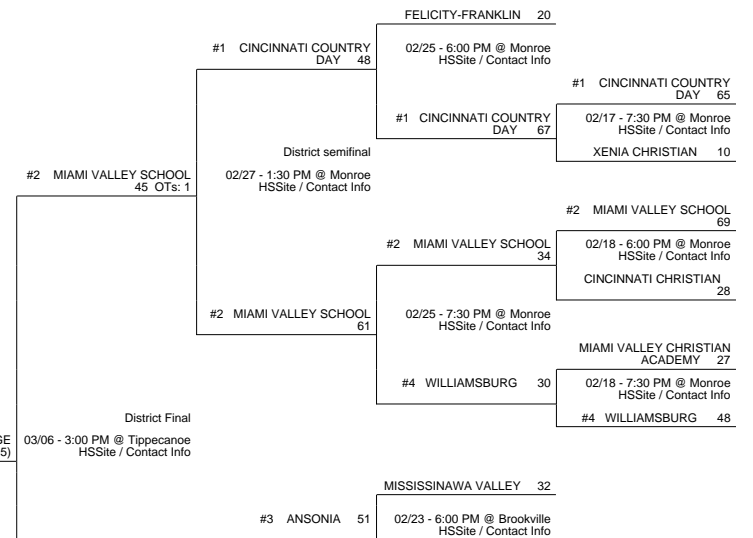 FELICITY-FRANKLIN 20
#1 CINCINNATI COUNTRY
DAY 48
02/25 - 6:00 PM @ Monroe
HSSite / Contact Info
#1 CINCINNATI COUNTRY
DAY 65
#1 CINCINNATI COUNTRY
DAY 67
02/17 - 7:30 PM @ Monroe
HSSite / Contact Info
XENIA CHRISTIAN 10
District semifinal
02/27 - 1:30 PM @ Monroe
HSSite / Contact Info
#2 MIAMI VALLEY SCHOOL
45 OTs: 1
#2 MIAMI VALLEY SCHOOL
69
#2 MIAMI VALLEY SCHOOL
34
02/18 - 6:00 PM @ Monroe
HSSite / Contact Info
CINCINNATI CHRISTIAN
28
#2 MIAMI VALLEY SCHOOL
61
02/25 - 7:30 PM @ Monroe
HSSite / Contact Info
MIAMI VALLEY CHRISTIAN
ACADEMY 27
#4 WILLIAMSBURG 30
02/18 - 7:30 PM @ Monroe
HSSite / Contact Info
#4 WILLIAMSBURG 48
District Final
GE
5)
03/06 - 3:00 PM @ Tippecanoe
HSSite / Contact Info
MISSISSINAWA VALLEY 32
#3 ANSONIA 51
02/23 - 6:00 PM @ Brookville
HSSite / Contact Info